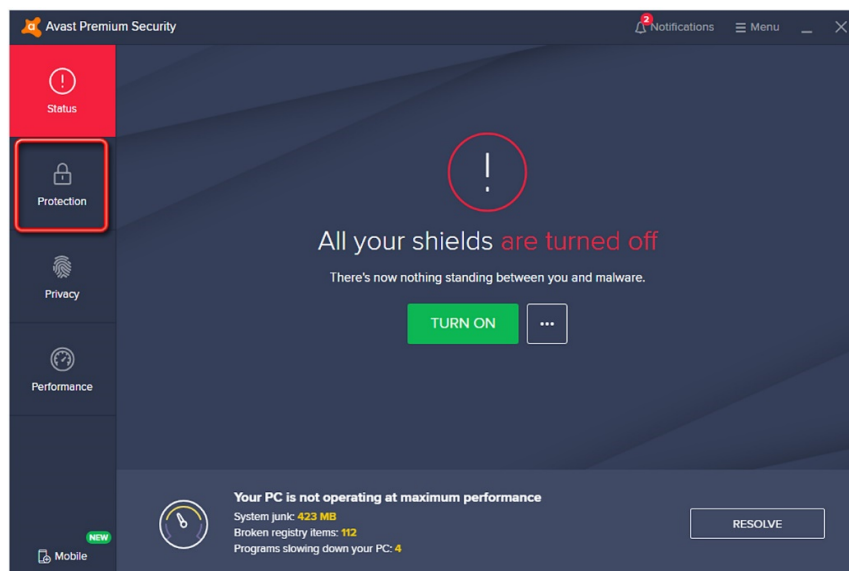 Avast Premium Security
2 Notifications
Menu
Status
Protection
Privacy
Performance
NEW
Mobile
All your shields are turned off
There's now nothing standing between you and malware.
TURN ON
Your PC is not operating at maximum performance
System junk: 423 MB
Broken registry items: 112
Programs slowing down your PC: 4
RESOLVE